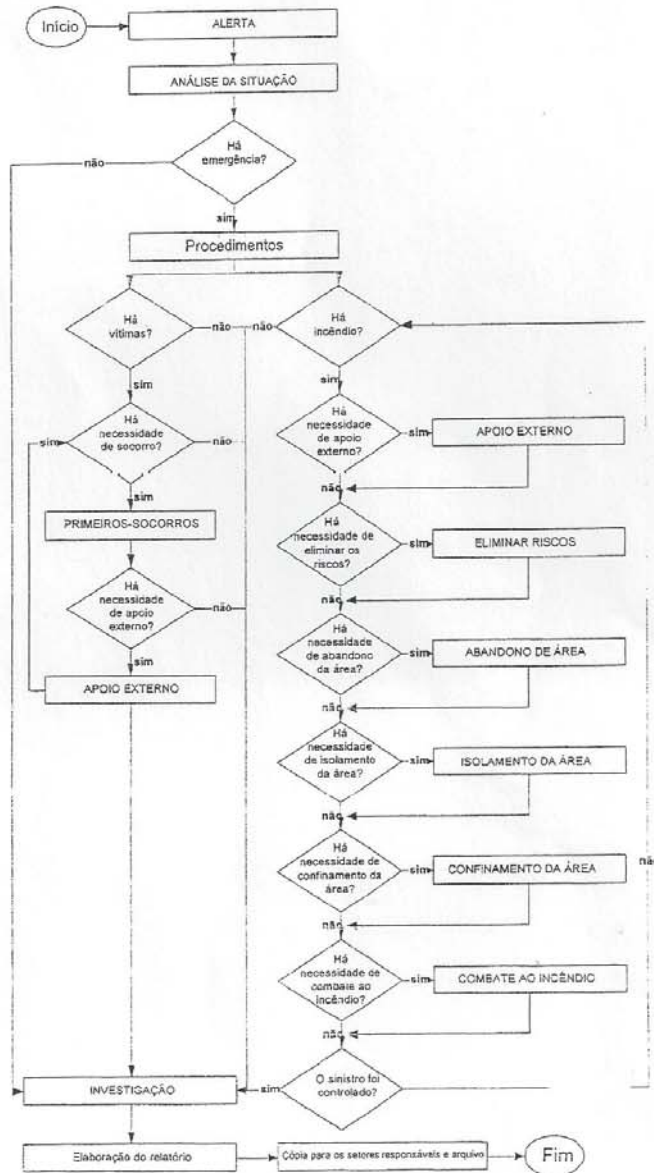 Início
ALERTA
ANÁLISE DA SITUAÇÃO
Há
emergência?
não
sim
Procedimentos
Há
vítimas?
não
não
Há
incêndio?
sim
sim
Há
necessidade
de socorro?
sim
não
Há
necessidade
de apoio
externo?
sim
APOIO EXTERNO
sim
não
PRIMEIROS-SOCORROS
Há
necessidade de
eliminar os
riscos?
sim
ELIMINAR RISCOS
Há
necessidade
de apoio
externo?
não
não
sim
Há
necessidade
de abandono
da área?
sim
ABANDONO DE ÁREA
APOIO EXTERNO
não
Há
necessidade
de isolamento
da área?
sim
ISOLAMENTO DA ÁREA
não
Há
necessidade de
confinamento da
área?
sim
CONFINAMENTO DA ÁREA
não
não
Há
necessidade de
combate ao
incêndio?
sim
COMBATE AO INCÊNDIO
não
O sinistro foi
controlado?
sim
INVESTIGAÇÃO
Elaboração do relatório
Cópia para os setores responsáveis e arquivo
Fim